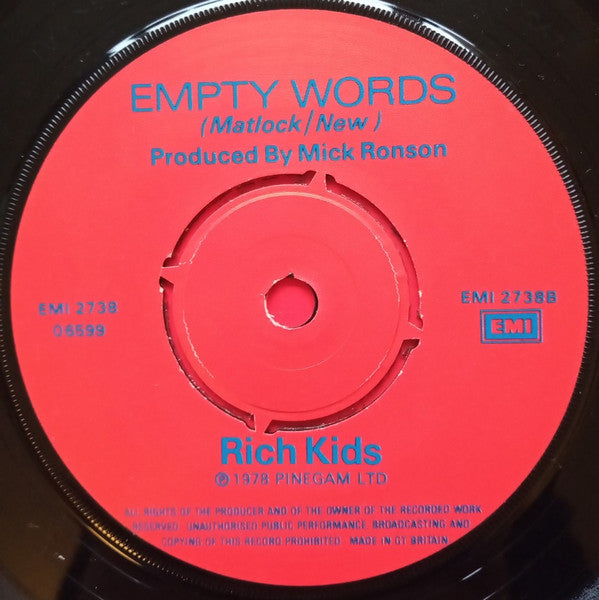 EMPTY WORDS
(Matlock/New)
Produced By Mick Ronson
EMI 2738
06599
EMI 2738B
EMI
Rich Kids
℗ 1978 PINEGAM LTD
ALL RIGHTS OF THE PRODUCER AND OF THE OWNER OF THE RECORDED WORK
RESERVED. UNAUTHORISED PUBLIC PERFORMANCE, BROADCASTING AND
COPYING OF THIS RECORD PROHIBITED. MADE IN GT BRITAIN